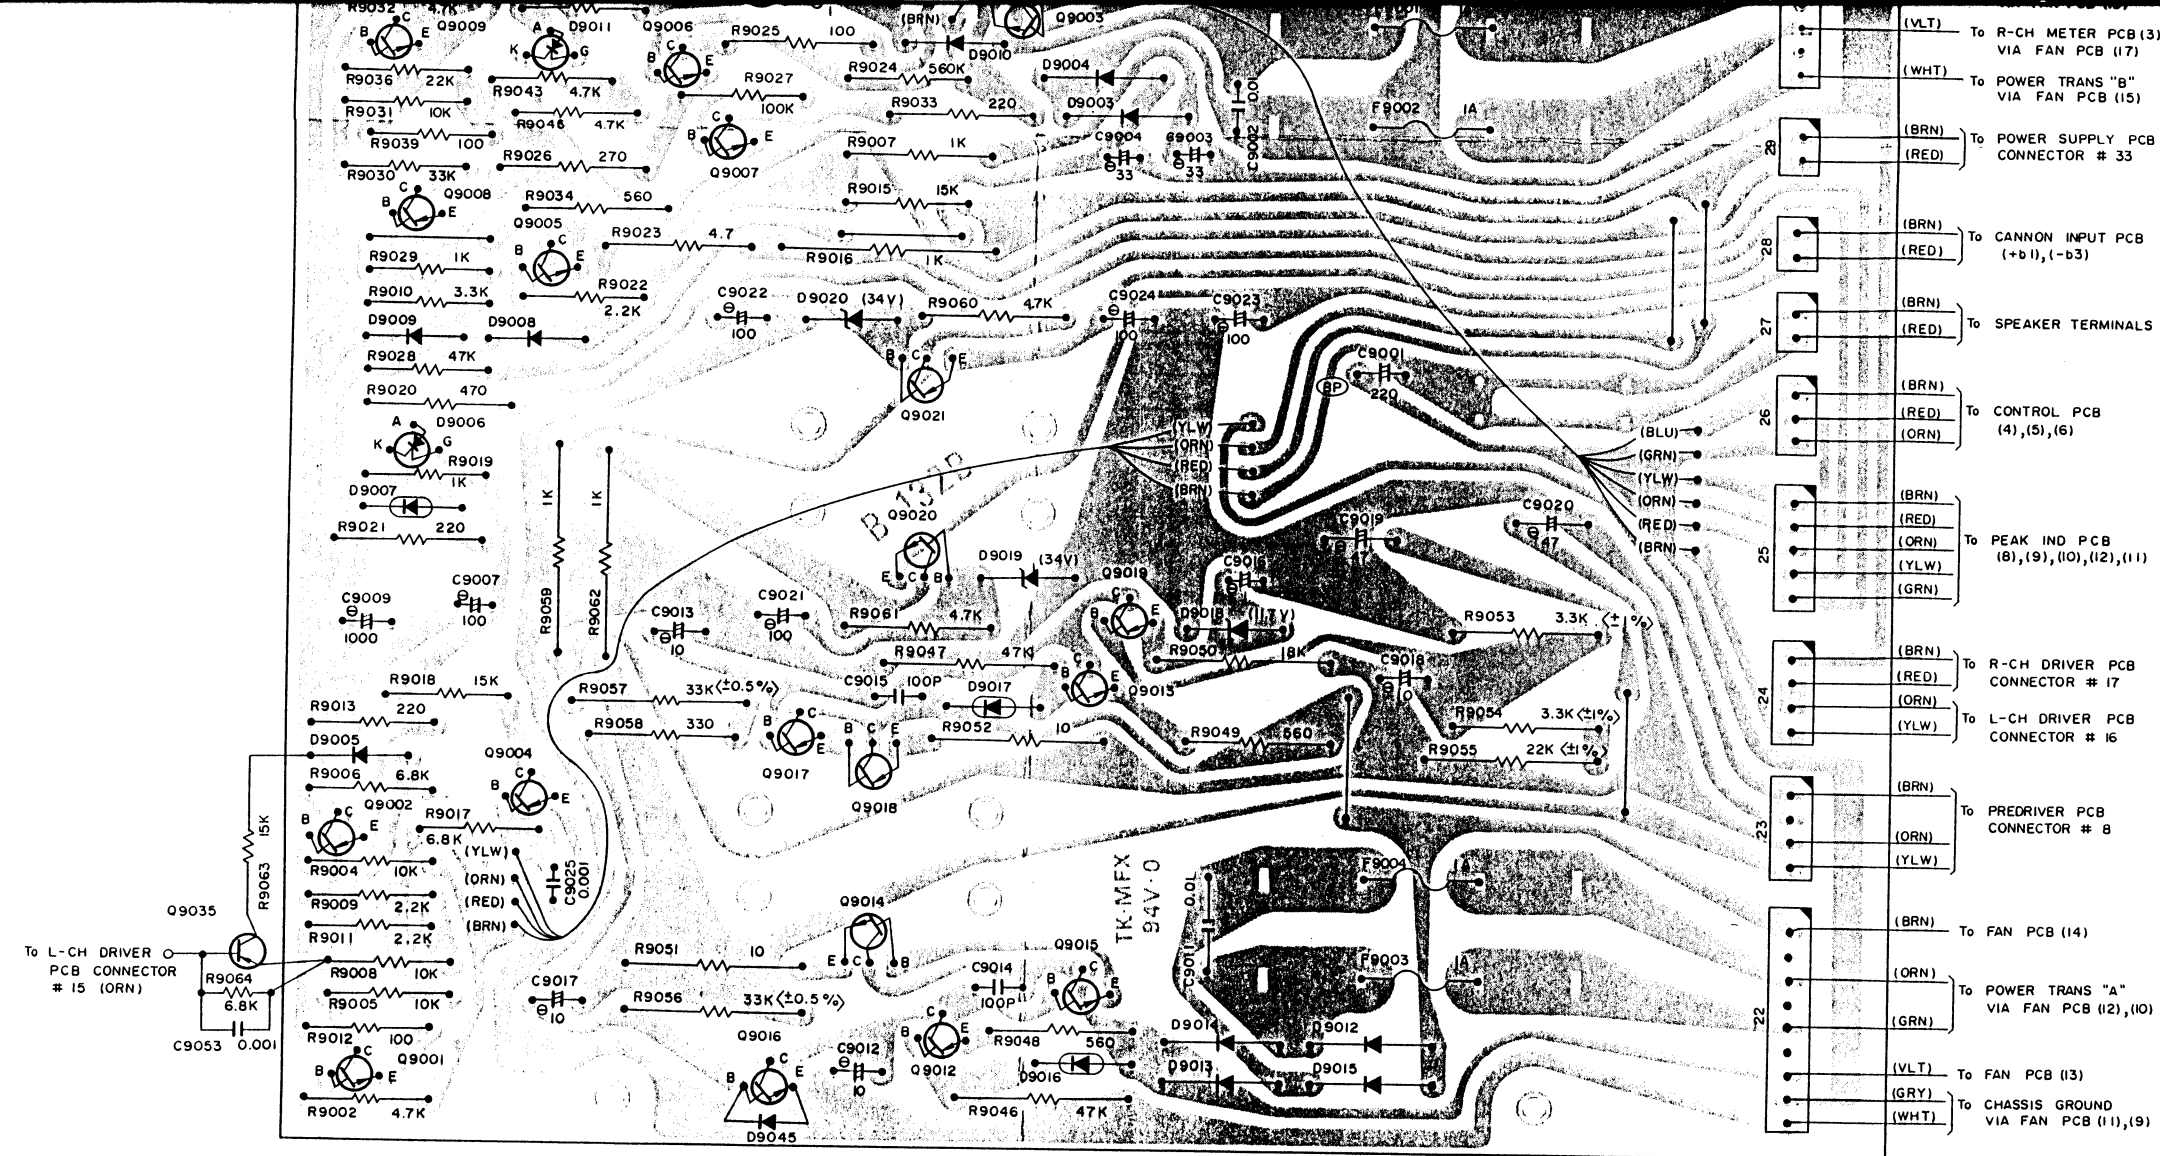 R9032 4.7K
Q9009
B
E
R9036 22K
R9031 10K
R9039 100
R9030 33K
A
D9011
K
G
R9043 4.7K
R9046 4.7K
R9026 270
Q9006
C
B
E
R9025 100
R9027
100K
C
B
E
Q9007
(BRN)
Q9003
D9010
R9024 560K
R9033 220
R9007 1K
R9015 15K
R9016 1K
D9004
D9003
C9004
33
C9003
33
C9002
0.01
F9002 1A
C
Q9008
B
E
R9034 560
Q9005
C
B
E
R9023 4.7
R9022
2.2K
R9029 1K
R9010 3.3K
D9009
D9008
R9028 47K
R9020 470
A
D9006
K
G
R9019
1K
D9007
R9021 220
C9022
100
D9020 (34V)
R9060 4.7K
C9024
100
C9023
100
B C E
Q9021
C9001
BP
220
(YLW)
(ORN)
(RED)
(BRN)
(BLU)
(GRN)
(YLW)
(ORN)
(RED)
(BRN)
1K
R9059
1K
R9062
B 132B
Q9020
E C B
D9019 (34V)
C9019
47
C9020
47
C9016
C9009
1000
C9007
100
C9013
10
C9021
100
R9061 4.7K
Q9019
C
B
E
D9018 (11.7V)
R9053 3.3K (±1%)
R9047 47K
R9050 18K
C9018
10
R9018 15K
R9013 220
D9005
R9006 6.8K
R9057 33K (±0.5%)
R9058 330
C9015 100P
D9017
C
B
E
Q9013
R9052 10
R9049 560
R9054 3.3K (±1%)
R9055 22K (±1%)
C
B
E
Q9017
B C E
Q9018
Q9004
C
B
E
Q9002
C
B
E
R9017
6.8K
(YLW)
(ORN)
(RED)
(BRN)
C9025
0.001
R9004 10K
R9009 2.2K
R9011 2.2K
R9008 10K
R9005 10K
R9012 100
C
Q9001
B
E
R9002 4.7K
15K
R9063
Q9035
To L-CH DRIVER
PCB CONNECTOR
# 15 (ORN)
R9064
6.8K
C9053 0.001
C9017
10
R9051 10
R9056 33K (±0.5%)
Q9014
E C B
Q9016
C
B
E
D9045
C9012
10
C
B
E
Q9012
C9014
100P
Q9015
C
B
E
R9048 560
D9016
R9046 47K
TK-MFX
94V-0
C9011
F9004 1A
F9003 1A
D9014
D9012
D9013
D9015
(VLT) To R-CH METER PCB (3)
VIA FAN PCB (17)
(WHT) To POWER TRANS "B"
VIA FAN PCB (15)
29
(BRN)
(RED)
To POWER SUPPLY PCB
CONNECTOR # 33
28
(BRN)
(RED)
To CANNON INPUT PCB
(+b1),(-b3)
27
(BRN)
(RED)
To SPEAKER TERMINALS
26
(BRN)
(RED)
(ORN)
To CONTROL PCB
(4),(5),(6)
25
(BRN)
(RED)
(ORN)
(YLW)
(GRN)
To PEAK IND PCB
(8),(9),(10),(12),(11)
24
(BRN)
(RED)
To R-CH DRIVER PCB
CONNECTOR # 17
(ORN)
(YLW)
To L-CH DRIVER PCB
CONNECTOR # 16
23
(BRN)
(ORN)
(YLW)
To PREDRIVER PCB
CONNECTOR # 8
22
(BRN) To FAN PCB (14)
(ORN)
(GRN)
To POWER TRANS "A"
VIA FAN PCB (12),(10)
(VLT) To FAN PCB (13)
(GRY)
(WHT)
To CHASSIS GROUND
VIA FAN PCB (11),(9)